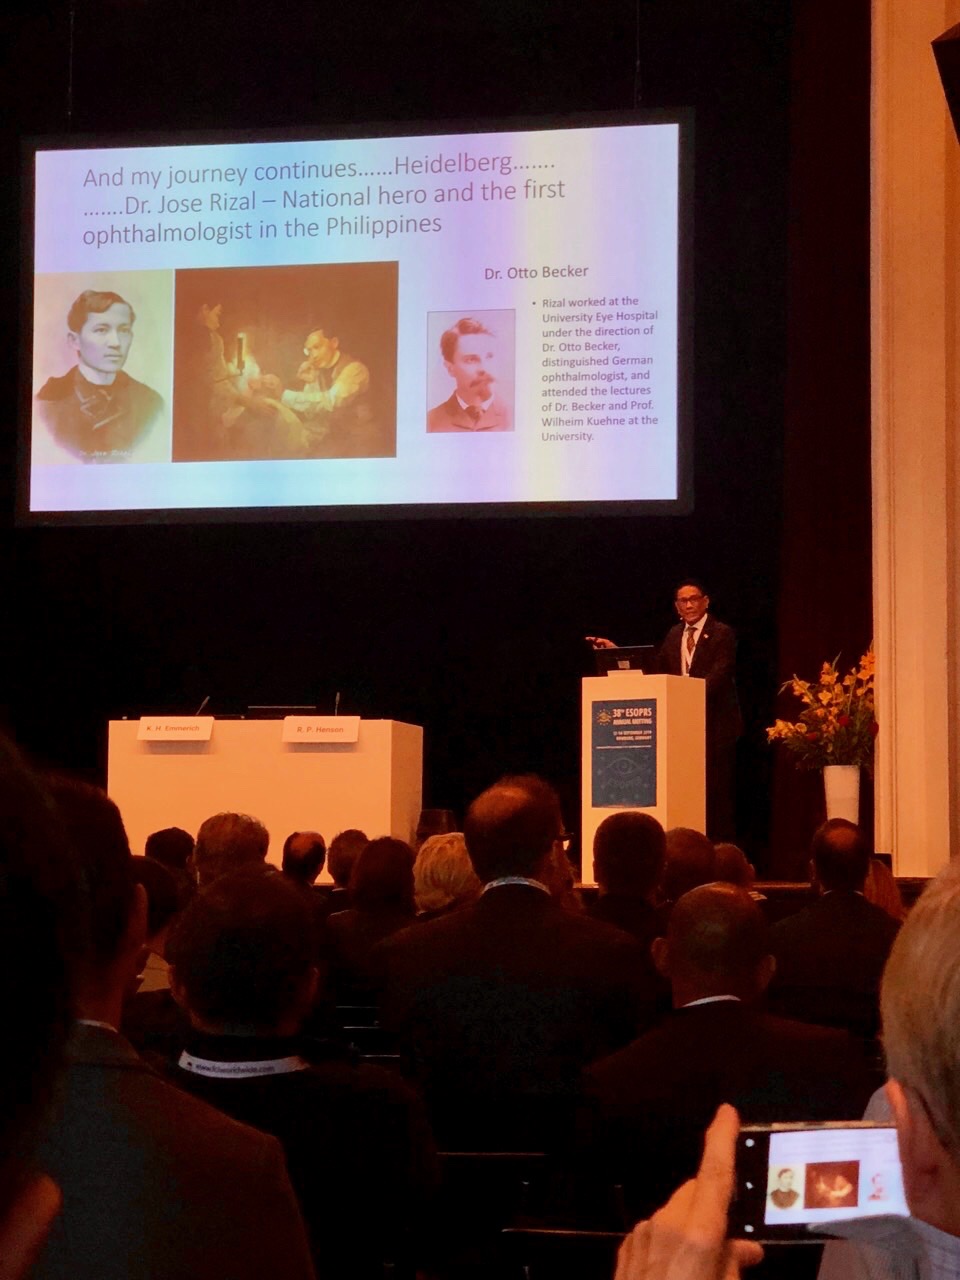 And my journey continues......Heidelberg.......
.......Dr. Jose Rizal – National hero and the first
ophthalmologist in the Philippines
Dr. Otto Becker
• Rizal worked at the
University Eye Hospital
under the direction of
Dr. Otto Becker,
distinguished German
ophthalmologist, and
attended the lectures
of Dr. Becker and Prof.
Wilheim Kuehne at the
University.
K. H. Emmerich
R. P. Hanson
38TH ESOPRS
ANNUAL MEETING
HAMBURG, GERMANY